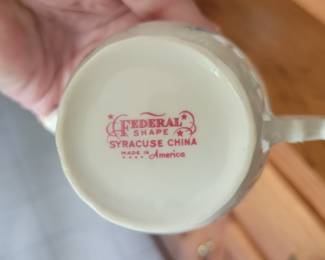 FEDERAL
SHAPE
SYRACUSE CHINA
MADE IN America